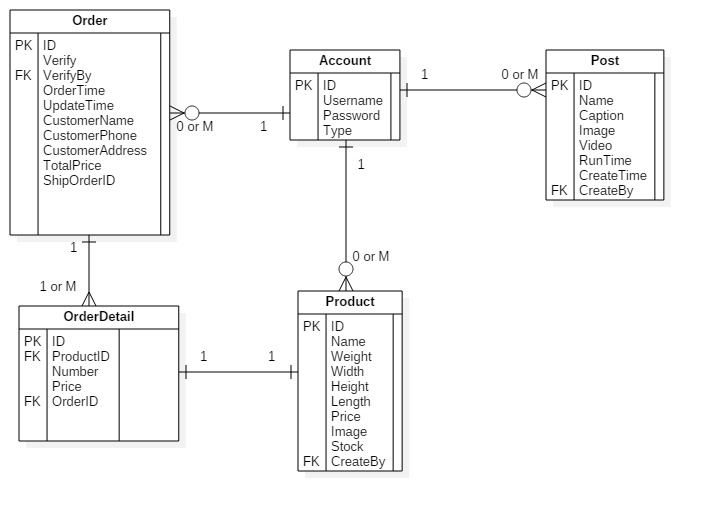 Order
PK ID
Verify
FK VerifyBy
OrderTime
UpdateTime
CustomerName
CustomerPhone
CustomerAddress
TotalPrice
ShipOrderID
0 or M
1
Account
PK ID
Username
Password
Type
1
0 or M
Post
PK ID
Name
Caption
Image
Video
RunTime
CreateTime
FK CreateBy
1
0 or M
1
1 or M
OrderDetail
PK ID
FK ProductID
Number
Price
FK OrderID
1
1
Product
PK ID
Name
Weight
Width
Height
Length
Price
Image
Stock
FK CreateBy